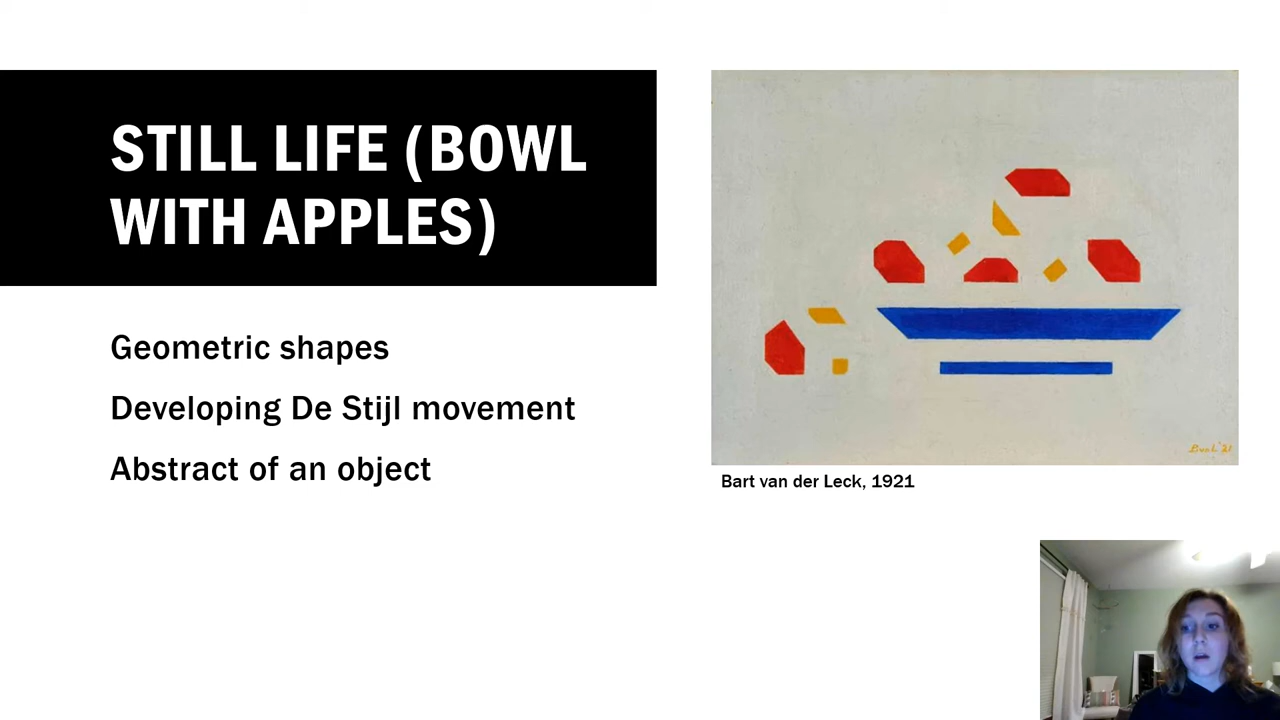 STILL LIFE (BOWL
WITH APPLES)
Geometric shapes
Developing De Stijl movement
Abstract of an object
Bart van der Leck, 1921